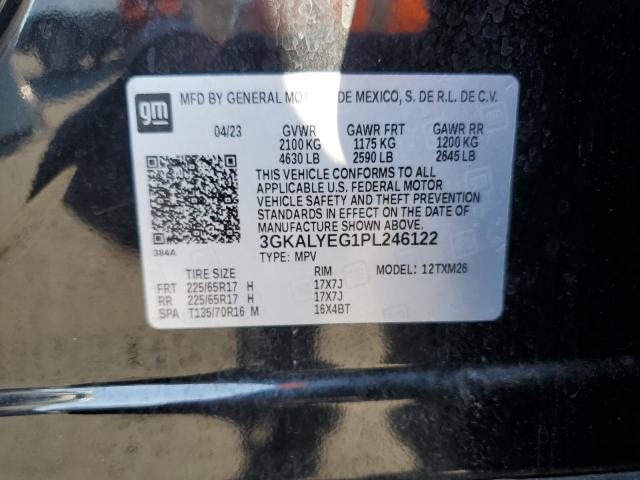 gm
MFD BY GENERAL MOT DE MEXICO, S. DE R.L. DE C.V.
04/23 GVWR GAWR FRT GAWR RR
2100 KG 1175 KG 1200 KG
4630 LB 2590 LB 2645 LB
THIS VEHICLE CONFORMS TO ALL
APPLICABLE U.S. FEDERAL MOTOR
VEHICLE SAFETY AND THEFT PREVENTION
STANDARDS IN EFFECT ON THE DATE OF
MANUFACTURE SHOWN ABOVE.
384A 3GKALYEG1PL246122
TYPE: MPV MODEL: 12TXM26
TIRE SIZE RIM
FRT 225/65R17 H 17X7J
RR 225/65R17 H 17X7J
SPA T135/70R16 M 16X4BT